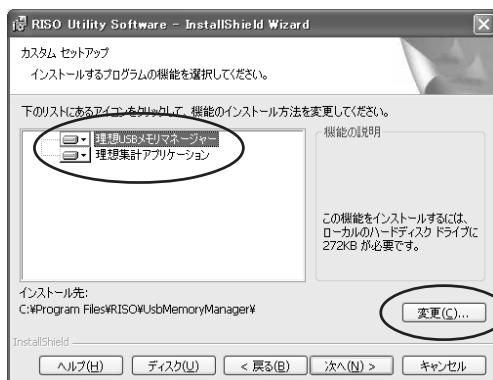 RISO Utility Software - InstallShield Wizard
カスタム セットアップ
インストールするプログラムの機能を選択してください。
下のリストにあるアイコンをクリックして、機能のインストール方法を変更してください。
理想USBメモリマネージャー
理想集計アプリケーション
機能の説明
この機能をインストールするには、
ローカルのハードディスク ドライブに
272KB が必要です。
インストール先:
C:¥Program Files¥RISO¥UsbMemoryManager¥
変更(C)...
InstallShield
ヘルプ(H)
ディスク(U)
< 戻る(B)
次へ(N) >
キャンセル